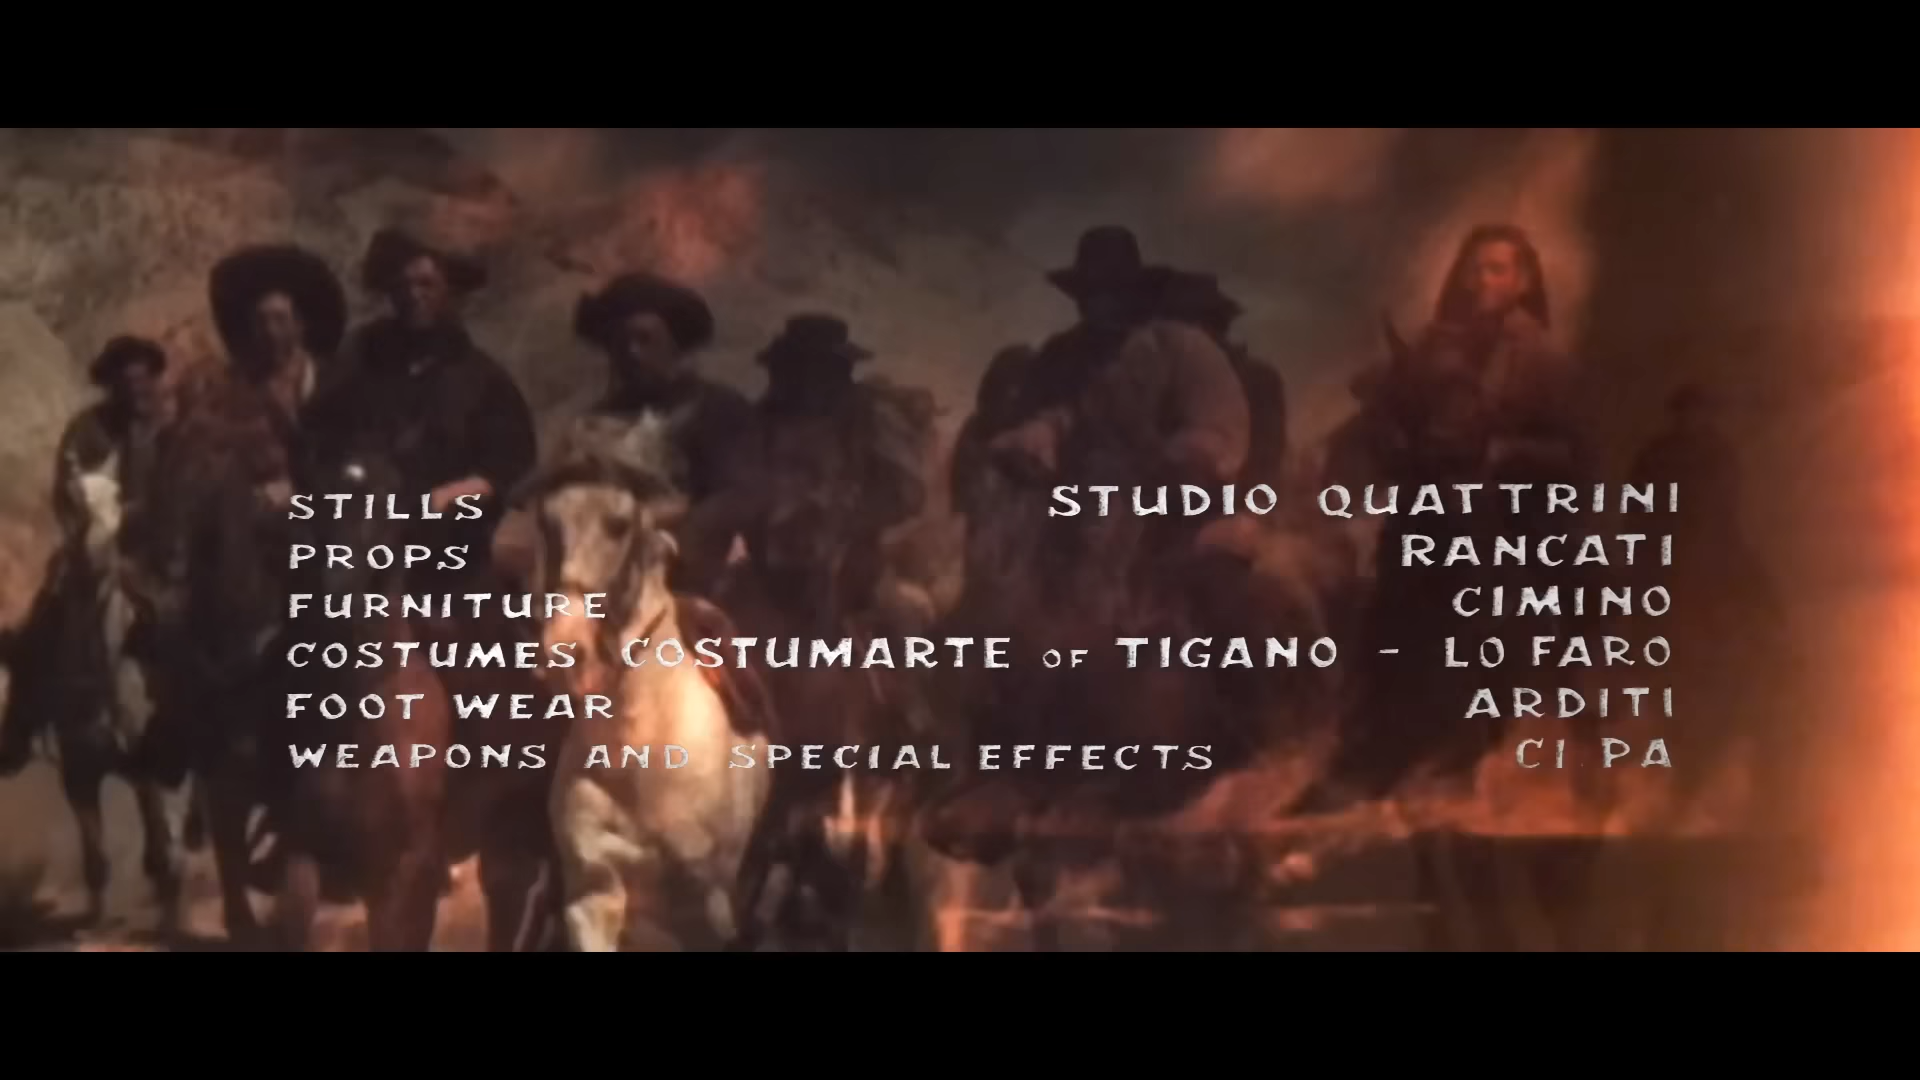 STILLS STUDIO QUATTRINI
PROPS RANCATI
FURNITURE CIMINO
COSTUMES COSTUMARTE OF TIGANO - LO FARO
FOOT WEAR ARDITI
WEAPONS AND SPECIAL EFFECTS CI.PA